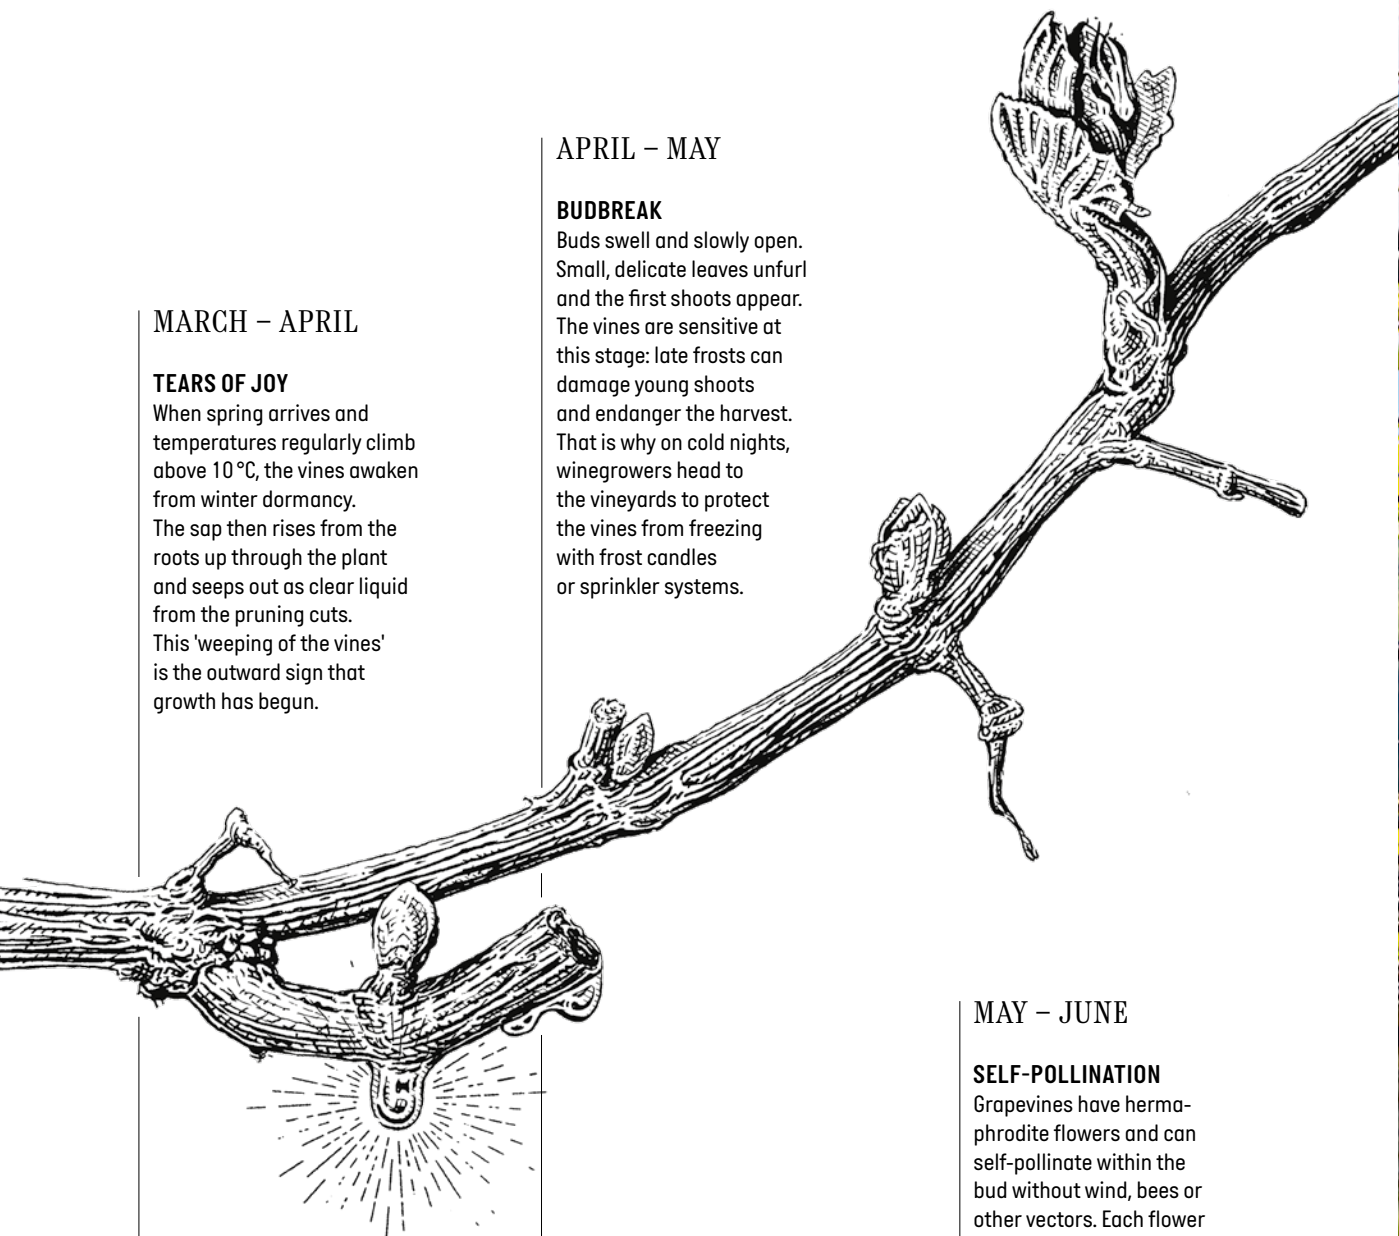 MARCH – APRIL
TEARS OF JOY
When spring arrives and
temperatures regularly climb
above 10 °C, the vines awaken
from winter dormancy.
The sap then rises from the
roots up through the plant
and seeps out as clear liquid
from the pruning cuts.
This 'weeping of the vines'
is the outward sign that
growth has begun.
APRIL – MAY
BUDBREAK
Buds swell and slowly open.
Small, delicate leaves unfurl
and the first shoots appear.
The vines are sensitive at
this stage: late frosts can
damage young shoots
and endanger the harvest.
That is why on cold nights,
winegrowers head to
the vineyards to protect
the vines from freezing
with frost candles
or sprinkler systems.
MAY – JUNE
SELF-POLLINATION
Grapevines have herma-
phrodite flowers and can
self-pollinate within the
bud without wind, bees or
other vectors. Each flower